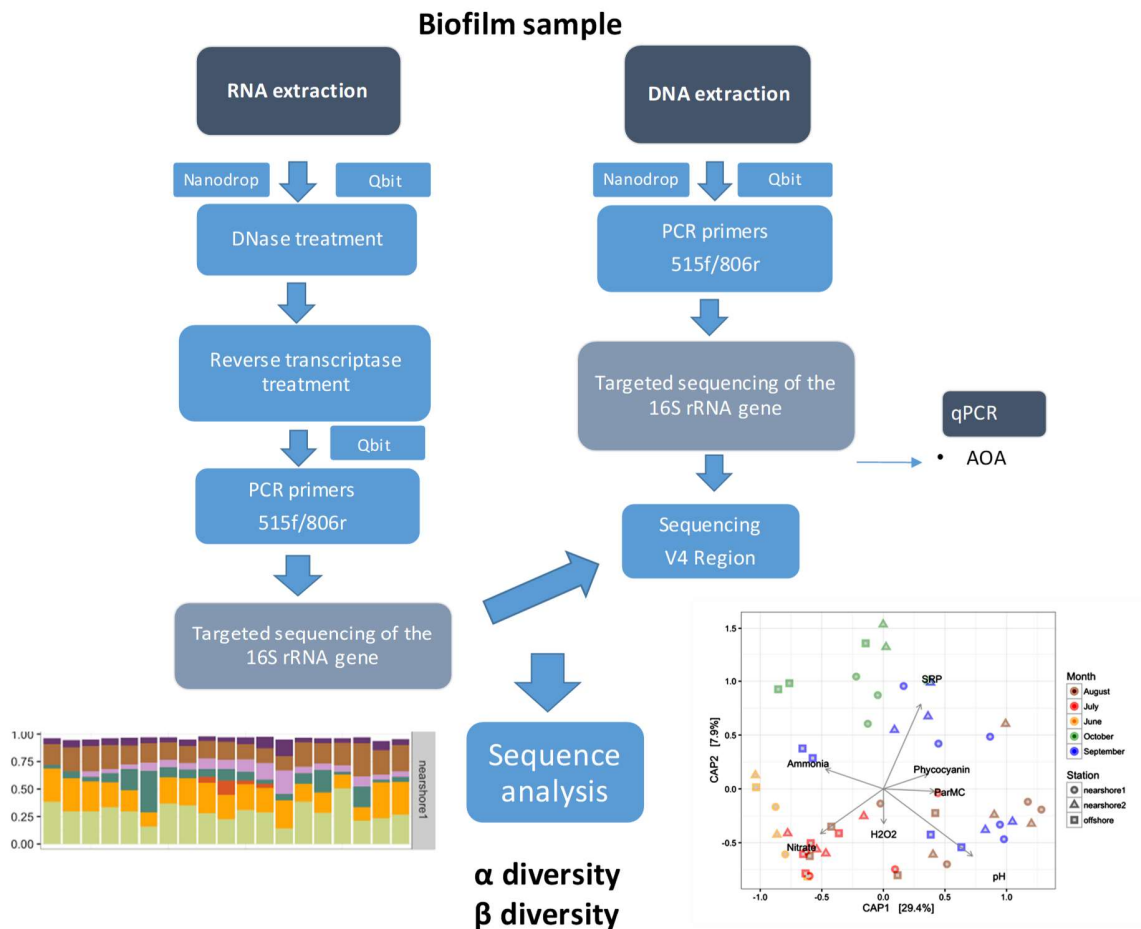 Biofilm sample
RNA extraction
DNA extraction
Nanodrop
Qbit
Nanodrop
Qbit
DNase treatment
PCR primers
515f/806r
Reverse transcriptase
treatment
Targeted sequencing of the
16S rRNA gene
qPCR
• AOA
Qbit
PCR primers
515f/806r
Sequencing
V4 Region
Targeted sequencing of the
16S rRNA gene
Sequence
analysis
α diversity
β diversity
1.00
0.75
0.50
0.25
0.00
nearshore1
1.5
1.0
0.5
0.0
-0.5
CAP2 [7.9%]
SRP
Ammonia
Phycocyanin
ParMC
H2O2
Nitrate
pH
-1.0
-0.5
0.0
0.5
1.0
CAP1 [29.4%]
Month
August
July
June
October
September
Station
nearshore1
nearshore2
offshore